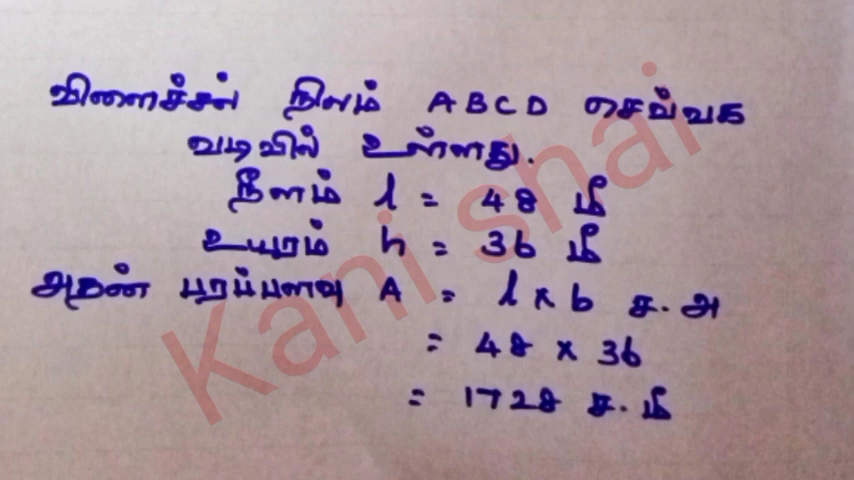 விளைச்சல் நிலம் ABCD செவ்வக
வடிவில் உள்ளது.
நீளம் l = 48 மீ
உயரம் h = 36 மீ
அதன் பரப்பளவு A = l x b ச. அ
= 48 x 36
= 1728 ச. மீ
Kani shai